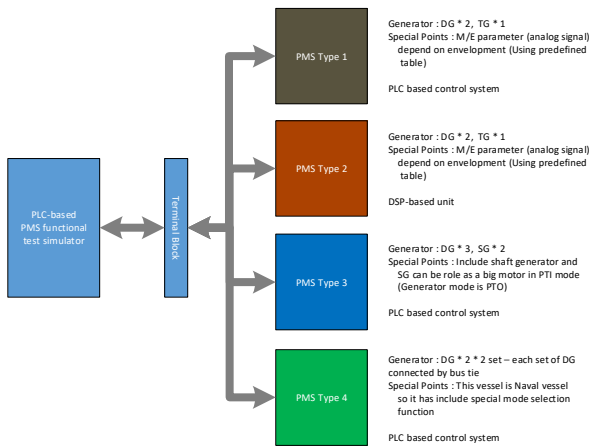 PLC-based
PMS functional
test simulator
Terminal Block
PMS Type 1
Generator : DG * 2, TG * 1
Special Points : M/E parameter (analog signal)
depend on envelopment (Using predefined
table)
PLC based control system
PMS Type 2
Generator : DG * 2, TG * 1
Special Points : M/E parameter (analog signal)
depend on envelopment (Using predefined
table)
DSP-based unit
PMS Type 3
Generator : DG * 3, SG * 2
Special Points : Include shaft generator and
SG can be role as a big motor in PTI mode
(Generator mode is PTO)
PLC based control system
PMS Type 4
Generator : DG * 2 * 2 set – each set of DG
connected by bus tie
Special Points : This vessel is Naval vessel
so it has include special mode selection
function
PLC based control system